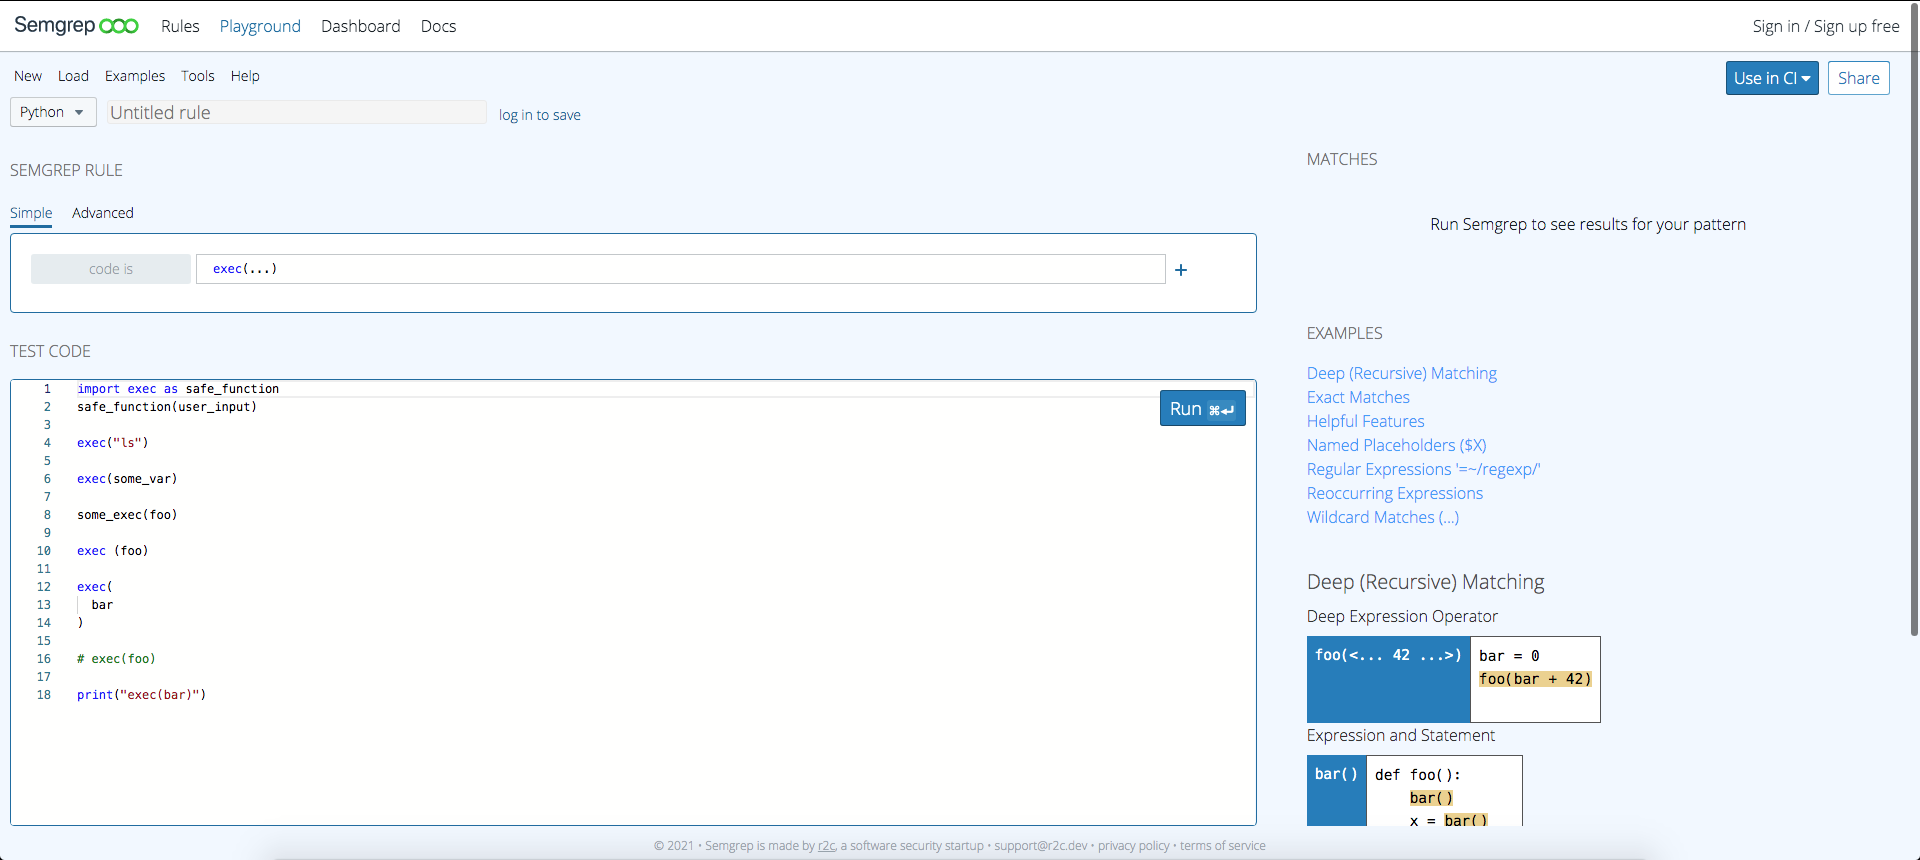 Semgrep Rules Playground Dashboard Docs Sign in / Sign up free
New Load Examples Tools Help
Use in CI Share
Python Untitled rule log in to save
SEMGREP RULE
Simple Advanced
code is exec(...) +
TEST CODE
1 import exec as safe_function
2 safe_function(user_input)
3
4 exec("ls")
5
6 exec(some_var)
7
8 some_exec(foo)
9
10 exec (foo)
11
12 exec(
13 bar
14 )
15
16 # exec(foo)
17
18 print("exec(bar)")
Run ⌘↵
MATCHES
Run Semgrep to see results for your pattern
EXAMPLES
Deep (Recursive) Matching
Exact Matches
Helpful Features
Named Placeholders ($X)
Regular Expressions '=~/regexp/'
Reoccurring Expressions
Wildcard Matches (...)
Deep (Recursive) Matching
Deep Expression Operator
foo(<... 42 ...>) bar = 0
foo(bar + 42)
Expression and Statement
bar() def foo():
bar()
x = bar()
© 2021 • Semgrep is made by r2c, a software security startup • support@r2c.dev • privacy policy • terms of service